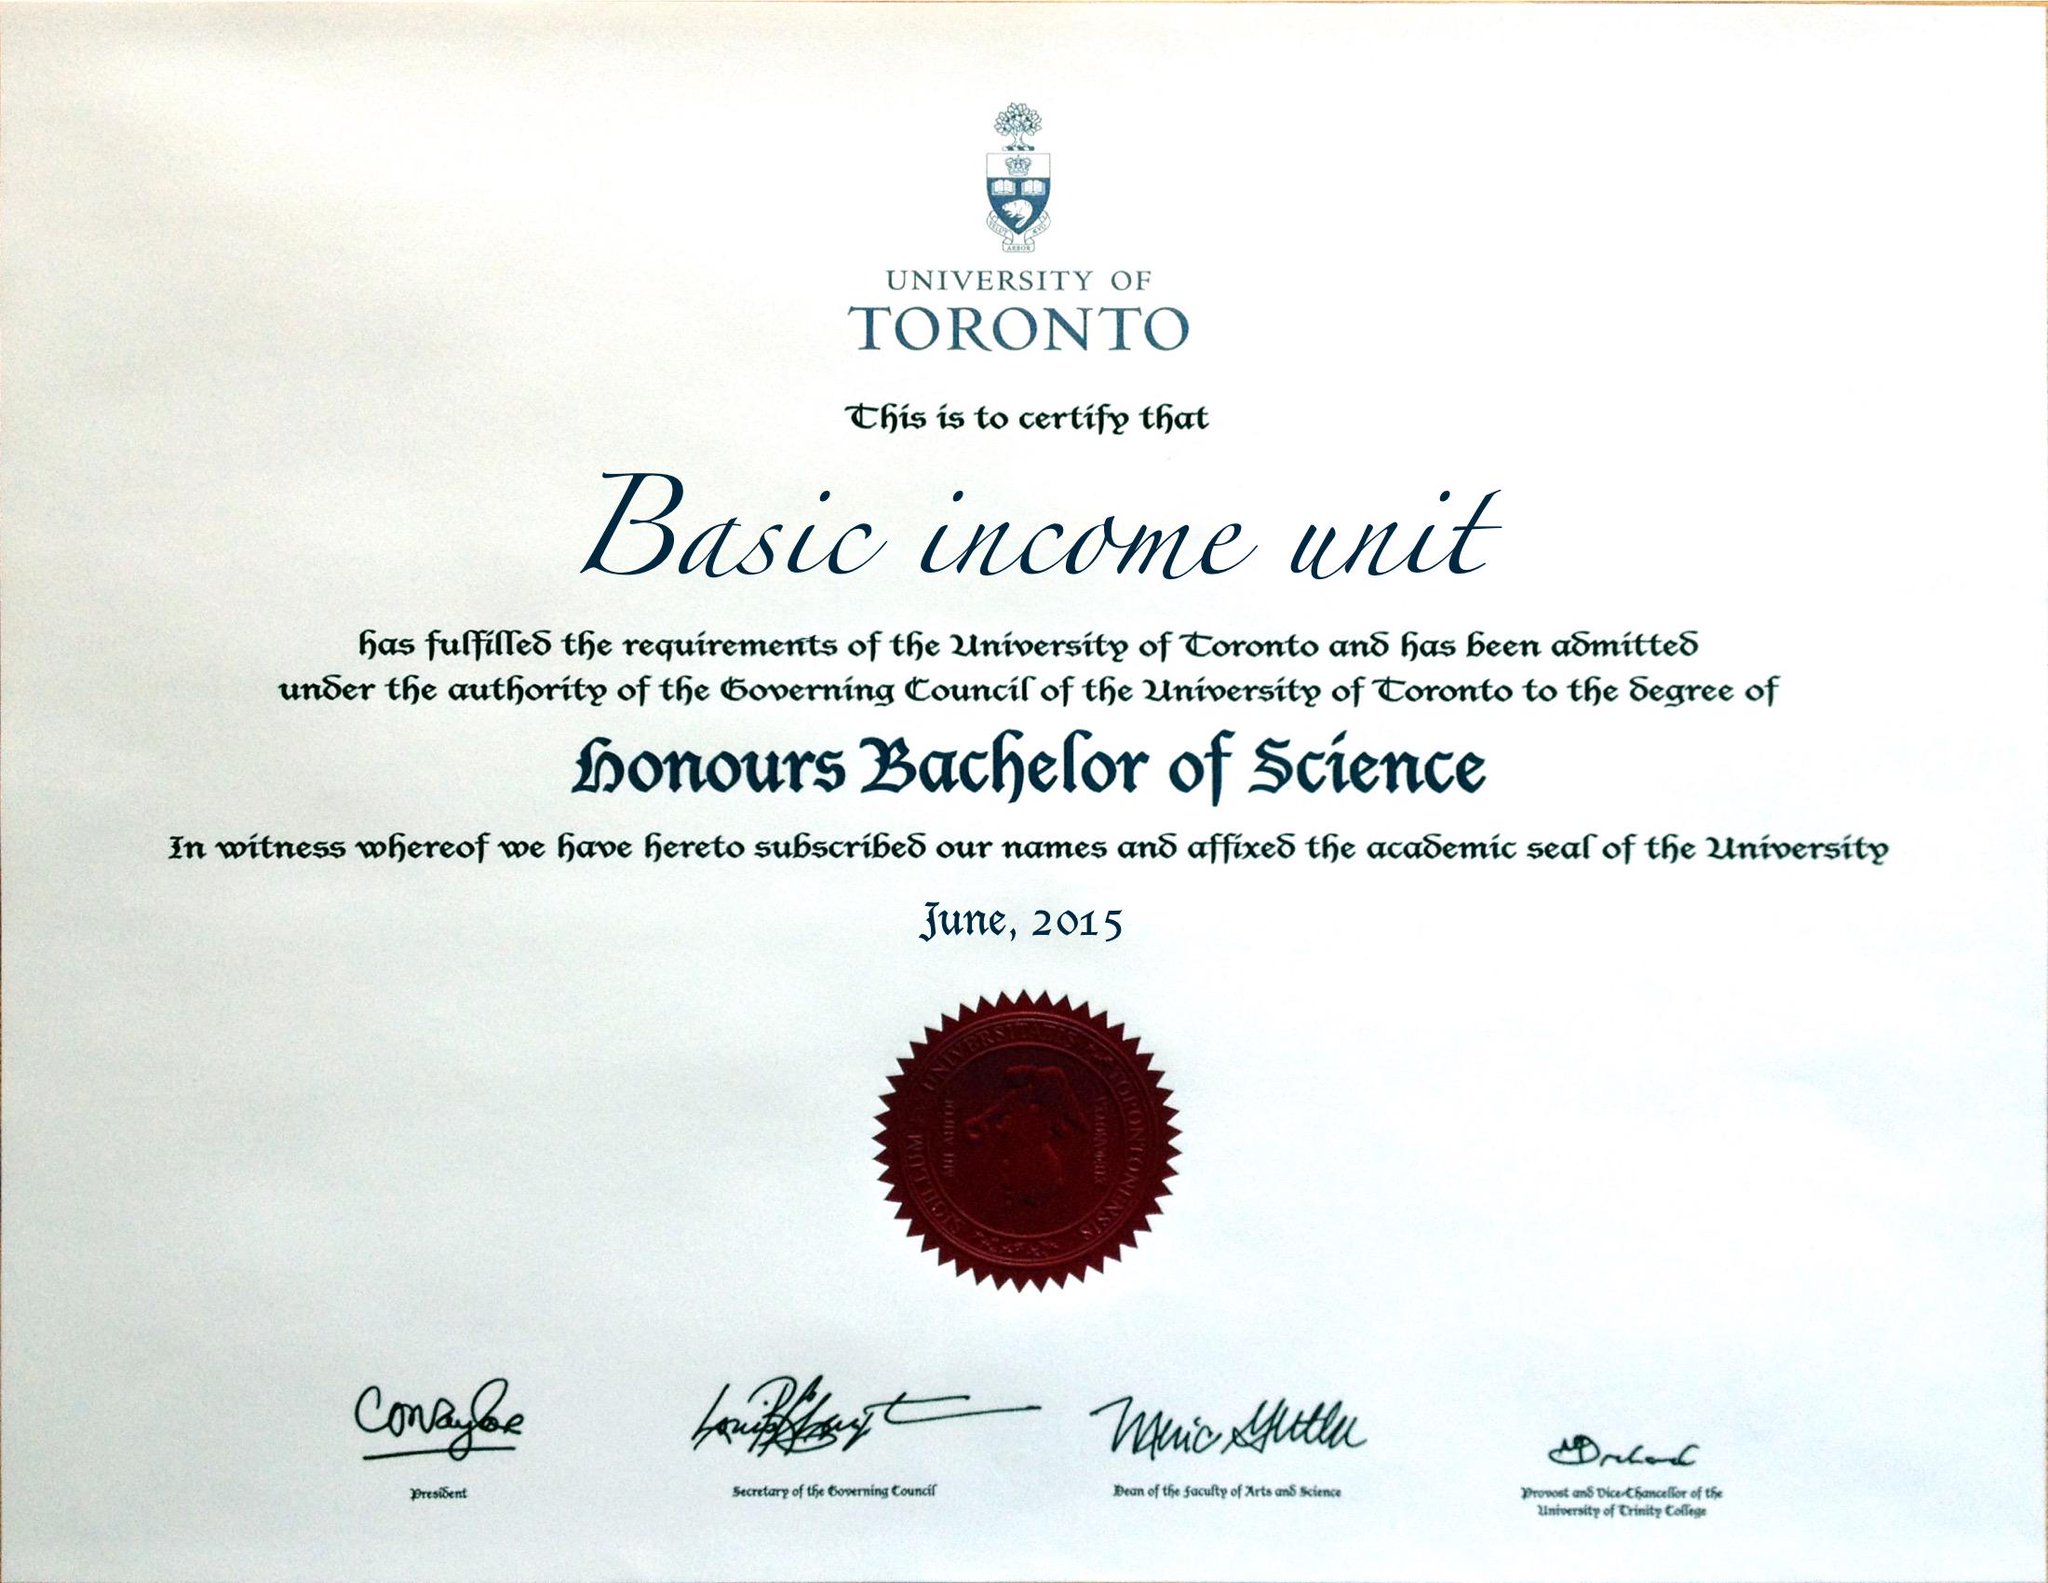 UNIVERSITY OF
TORONTO
This is to certify that
Basic income unit
has fulfilled the requirements of the University of Toronto and has been admitted
under the authority of the Governing Council of the University of Toronto to the degree of
Honours Bachelor of Science
In witness whereof we have hereto subscribed our names and affixed the academic seal of the University
June, 2015
President
Secretary of the Governing Council
Dean of the Faculty of Arts and Science
Provost and Vice-Chancellor of the
University of Trinity College